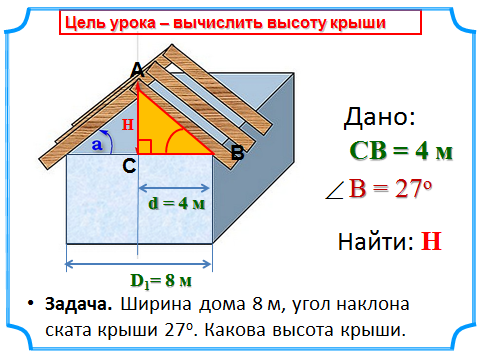 Цель урока – вычислить высоту крыши
A
H
a
C
B
d = 4 м
D₁= 8 м
Дано:
CB = 4 м
∠ B = 27º
Найти: H
• Задача. Ширина дома 8 м, угол наклона
ската крыши 27º. Какова высота крыши.